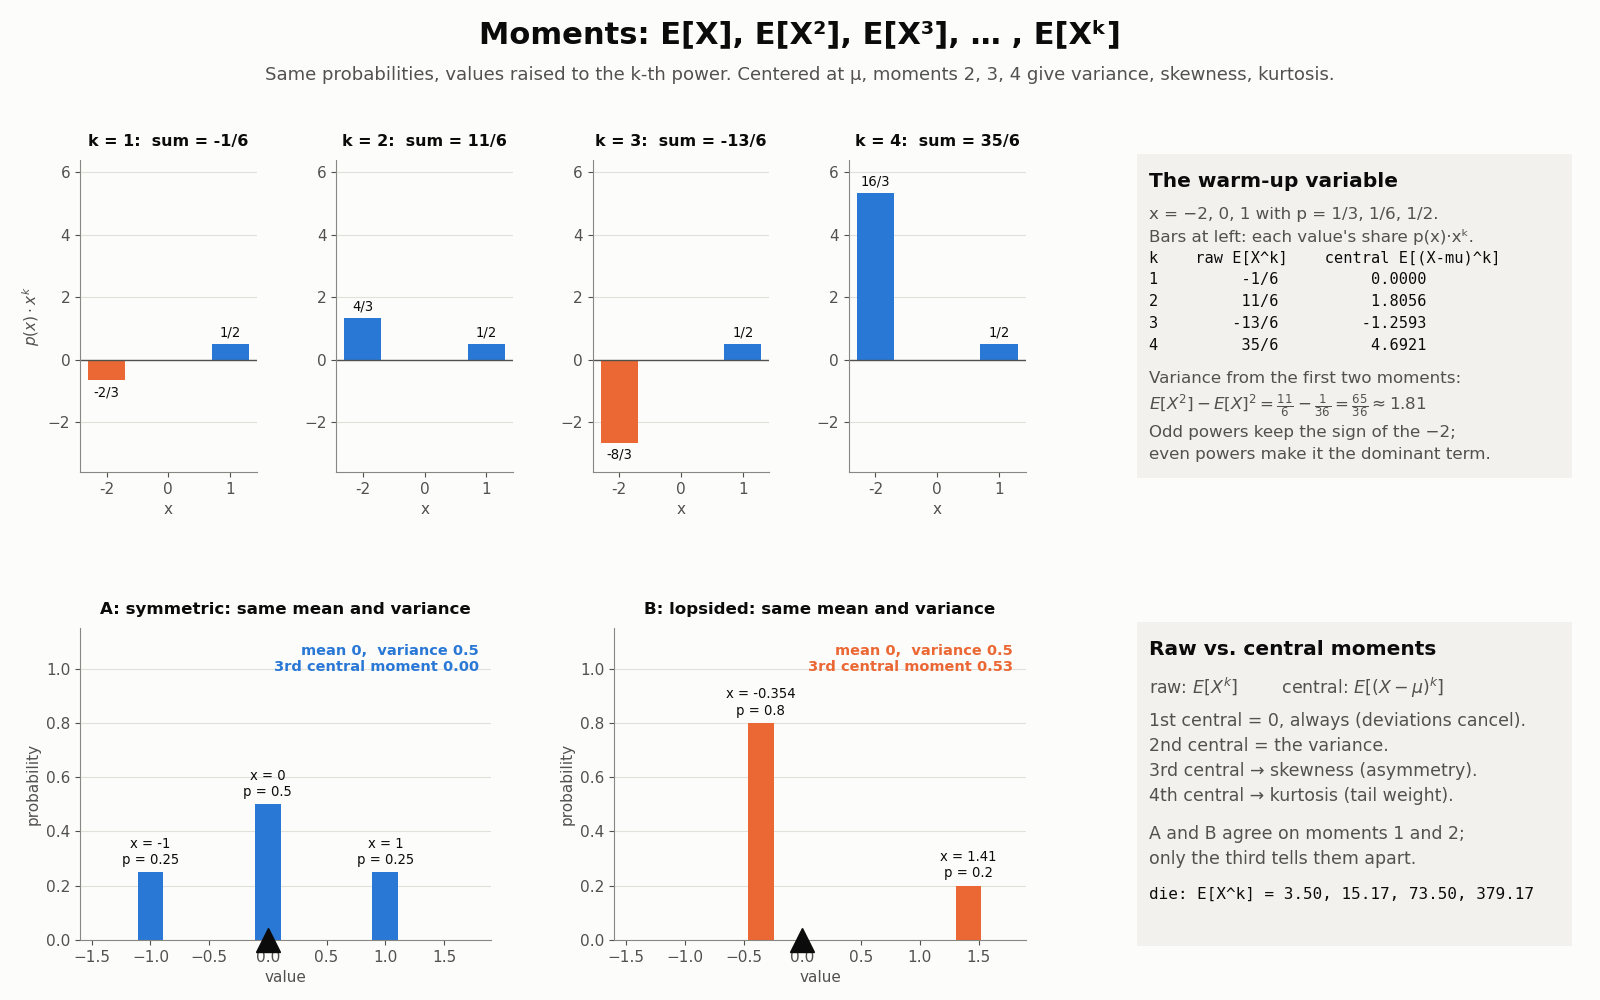 Moments: E[X], E[X²], E[X³], … , E[Xᵏ]
Same probabilities, values raised to the k-th power. Centered at μ, moments 2, 3, 4 give variance, skewness, kurtosis.
k = 1:  sum = -1/6
6
4
2
0
−2
p(x) · x^k
-2/3
1/2
-2 0 1
x
k = 2:  sum = 11/6
6
4
2
0
−2
4/3
1/2
-2 0 1
x
k = 3:  sum = -13/6
6
4
2
0
−2
-8/3
1/2
-2 0 1
x
k = 4:  sum = 35/6
6
4
2
0
−2
16/3
1/2
-2 0 1
x
The warm-up variable
x = −2, 0, 1 with p = 1/3, 1/6, 1/2.
Bars at left: each value's share p(x)·xᵏ.
k    raw E[X^k]    central E[(X-mu)^k]
1         -1/6          0.0000
2         11/6          1.8056
3        -13/6         -1.2593
4         35/6          4.6921
Variance from the first two moments:
E[X²] − E[X]² = 11/6 − 1/36 = 65/36 ≈ 1.81
Odd powers keep the sign of the −2;
even powers make it the dominant term.
A: symmetric: same mean and variance
mean 0,  variance 0.5
3rd central moment 0.00
1.0
0.8
0.6
0.4
0.2
0.0
probability
x = -1
p = 0.25
x = 0
p = 0.5
x = 1
p = 0.25
−1.5 −1.0 −0.5 0.0 0.5 1.0 1.5
value
B: lopsided: same mean and variance
mean 0,  variance 0.5
3rd central moment 0.53
1.0
0.8
0.6
0.4
0.2
0.0
probability
x = -0.354
p = 0.8
x = 1.41
p = 0.2
−1.5 −1.0 −0.5 0.0 0.5 1.0 1.5
value
Raw vs. central moments
raw: E[X^k]        central: E[(X − μ)^k]
1st central = 0, always (deviations cancel).
2nd central = the variance.
3rd central → skewness (asymmetry).
4th central → kurtosis (tail weight).
A and B agree on moments 1 and 2;
only the third tells them apart.
die: E[X^k] = 3.50, 15.17, 73.50, 379.17